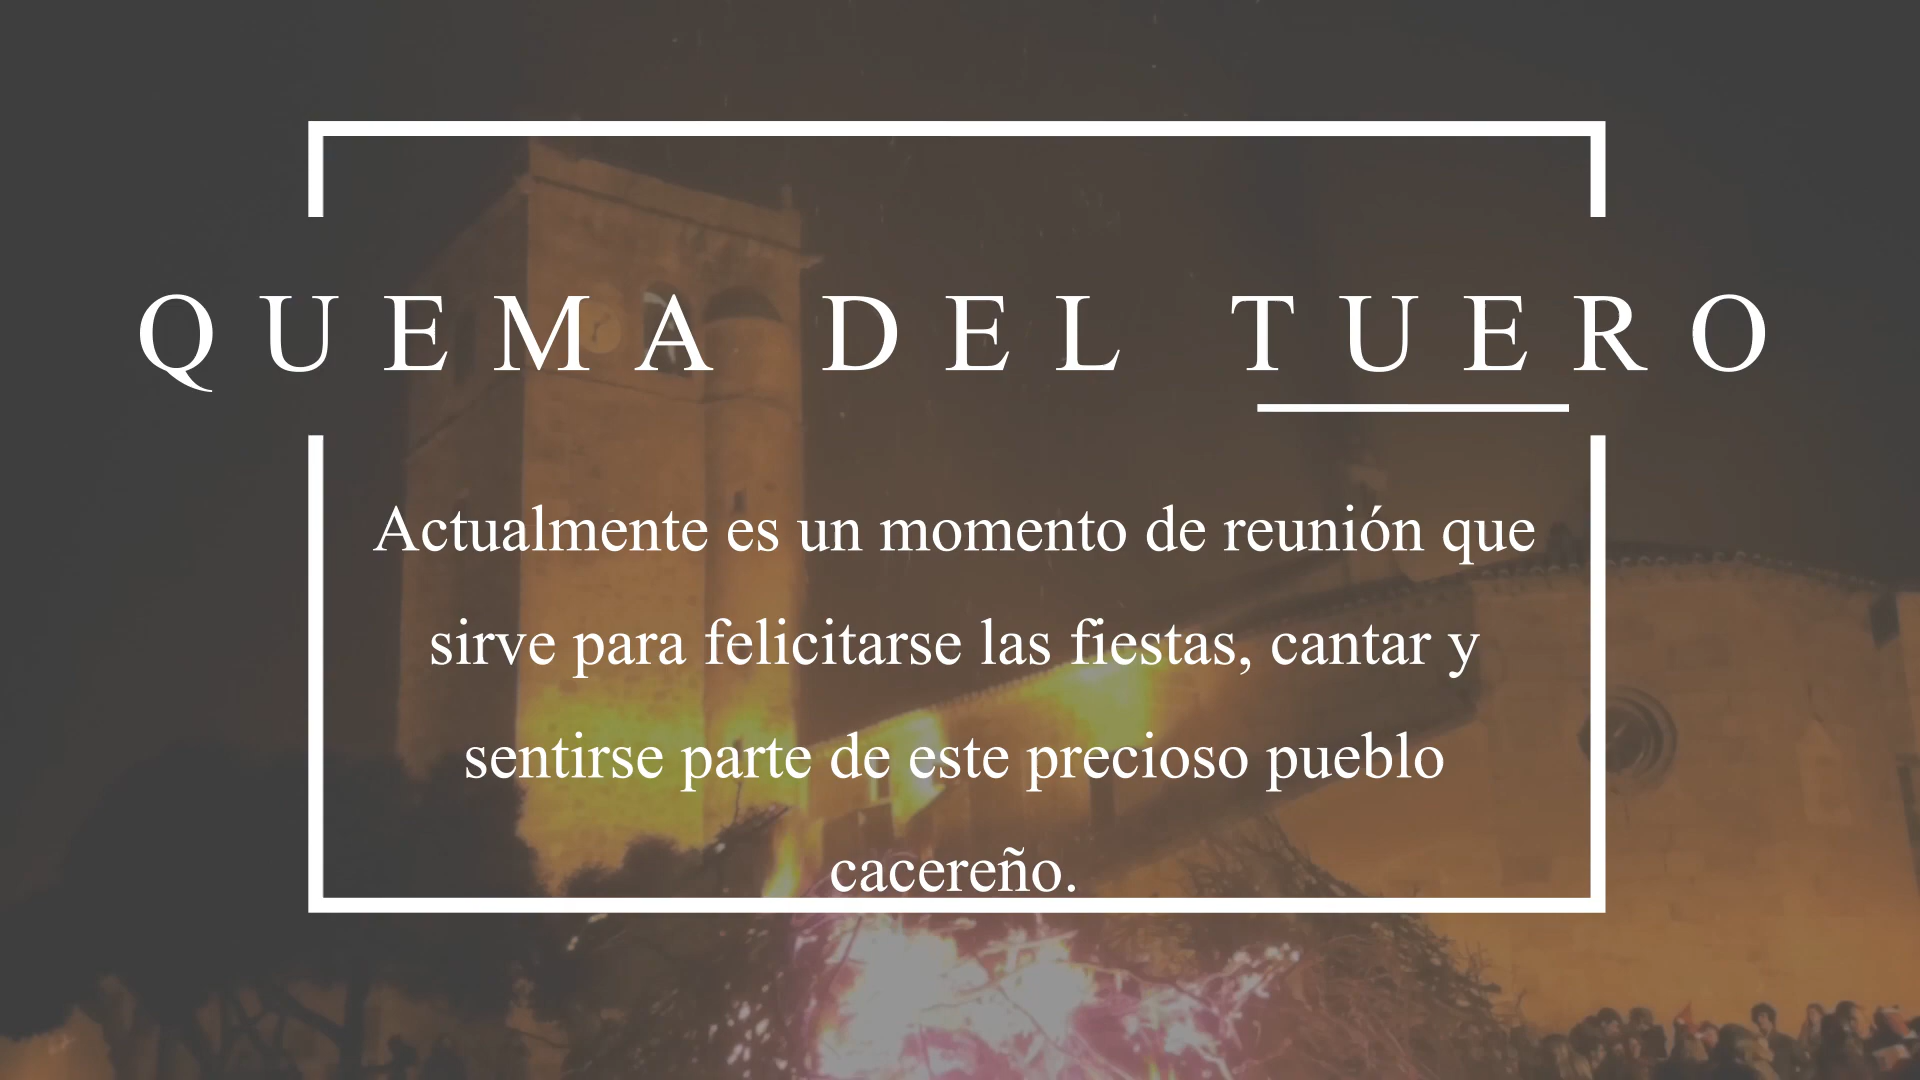 QUEMA DEL TUERO
Actualmente es un momento de reunión que
sirve para felicitarse las fiestas, cantar y
sentirse parte de este precioso pueblo
cacereño.